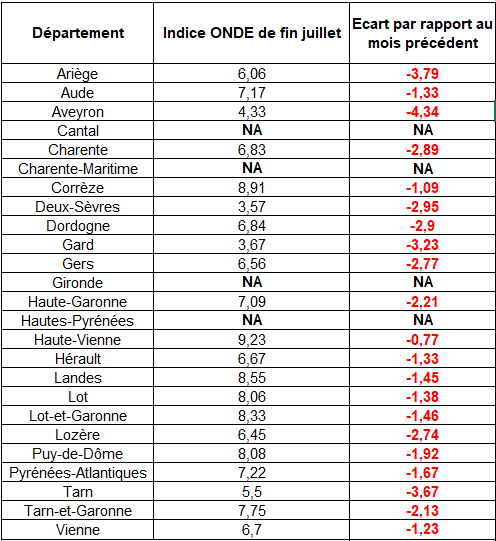 Département Indice ONDE de fin juillet Ecart par rapport au
mois précédent
Ariège 6,06 -3,79
Aude 7,17 -1,33
Aveyron 4,33 -4,34
Cantal NA NA
Charente 6,83 -2,89
Charente-Maritime NA NA
Corrèze 8,91 -1,09
Deux-Sèvres 3,57 -2,95
Dordogne 6,84 -2,9
Gard 3,67 -3,23
Gers 6,56 -2,77
Gironde NA NA
Haute-Garonne 7,09 -2,21
Hautes-Pyrénées NA NA
Haute-Vienne 9,23 -0,77
Hérault 6,67 -1,33
Landes 8,55 -1,45
Lot 8,06 -1,38
Lot-et-Garonne 8,33 -1,46
Lozère 6,45 -2,74
Puy-de-Dôme 8,08 -1,92
Pyrénées-Atlantiques 7,22 -1,67
Tarn 5,5 -3,67
Tarn-et-Garonne 7,75 -2,13
Vienne 6,7 -1,23